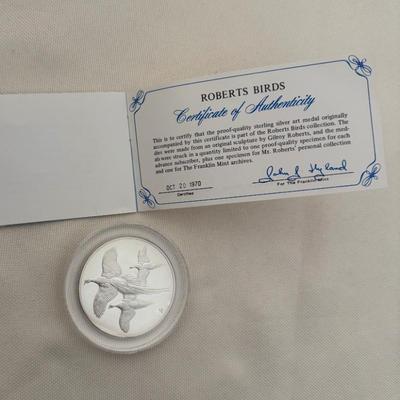 ROBERTS BIRDS
Certificate of Authenticity
This is to certify that the proof-quality sterling silver art medal originally
accompanied by this certificate is part of the Roberts Birds collection. The
dies were made from an original sculpture by Gilroy Roberts, and the med-
als were struck in a quantity limited to one proof-quality specimen for each
advance subscriber, plus one specimen for Mr. Roberts' personal collection
and one for The Franklin Mint archives.
OCT 20 1970
Certified
For The Franklin Mint